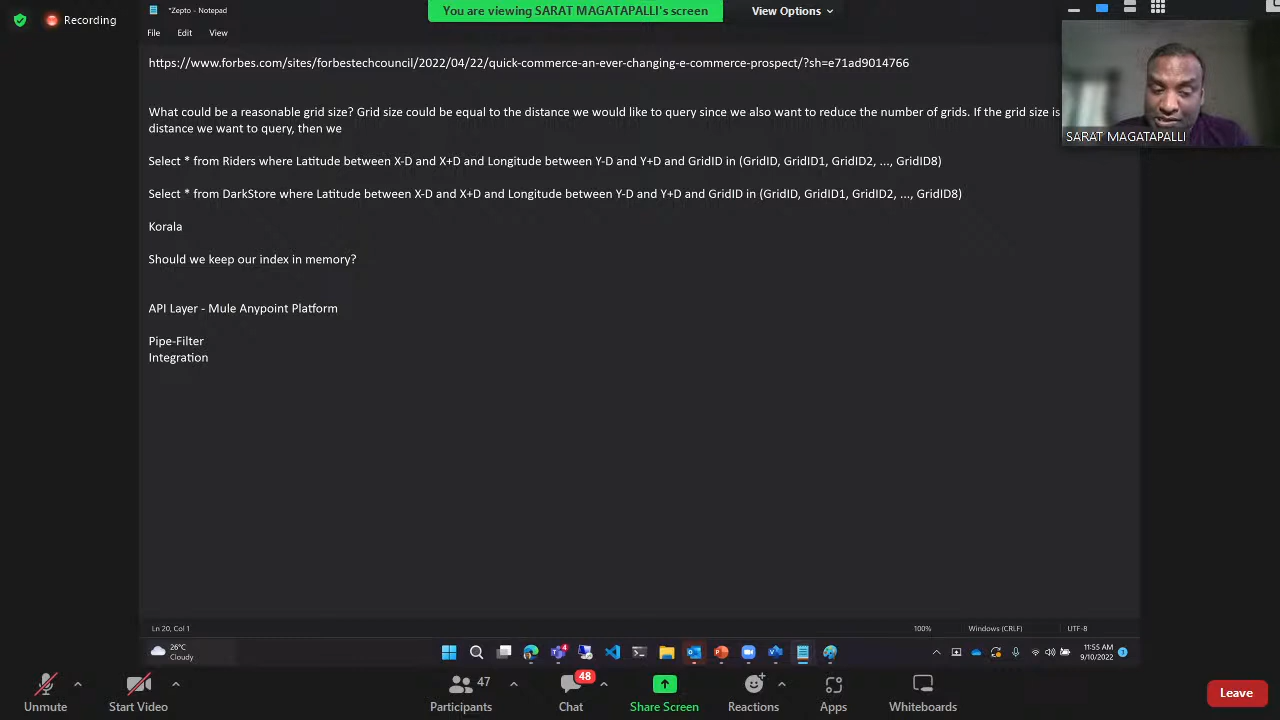 Recording
*Zepto - Notepad
You are viewing SARAT MAGATAPALLI's screen
View Options
File Edit View
https://www.forbes.com/sites/forbestechcouncil/2022/04/22/quick-commerce-an-ever-changing-e-commerce-prospect/?sh=e71ad9014766
What could be a reasonable grid size? Grid size could be equal to the distance we would like to query since we also want to reduce the number of grids. If the grid size is
distance we want to query, then we
SARAT MAGATAPALLI
Select * from Riders where Latitude between X-D and X+D and Longitude between Y-D and Y+D and GridID in (GridID, GridID1, GridID2, ..., GridID8)
Select * from DarkStore where Latitude between X-D and X+D and Longitude between Y-D and Y+D and GridID in (GridID, GridID1, GridID2, ..., GridID8)
Korala
Should we keep our index in memory?
API Layer - Mule Anypoint Platform
Pipe-Filter
Integration
Ln 20, Col 1 100% Windows (CRLF) UTF-8
26°C
Cloudy
4
11:55 AM
9/10/2022
1
47
48
Unmute Start Video Participants Chat Share Screen Reactions Apps Whiteboards Leave